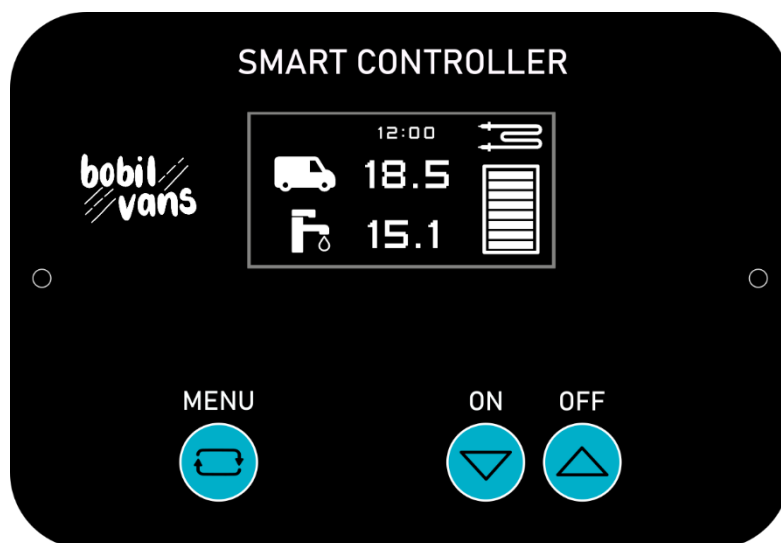 SMART CONTROLLER
12:00
bobil
vans
18.5
15.1
MENU
ON
OFF